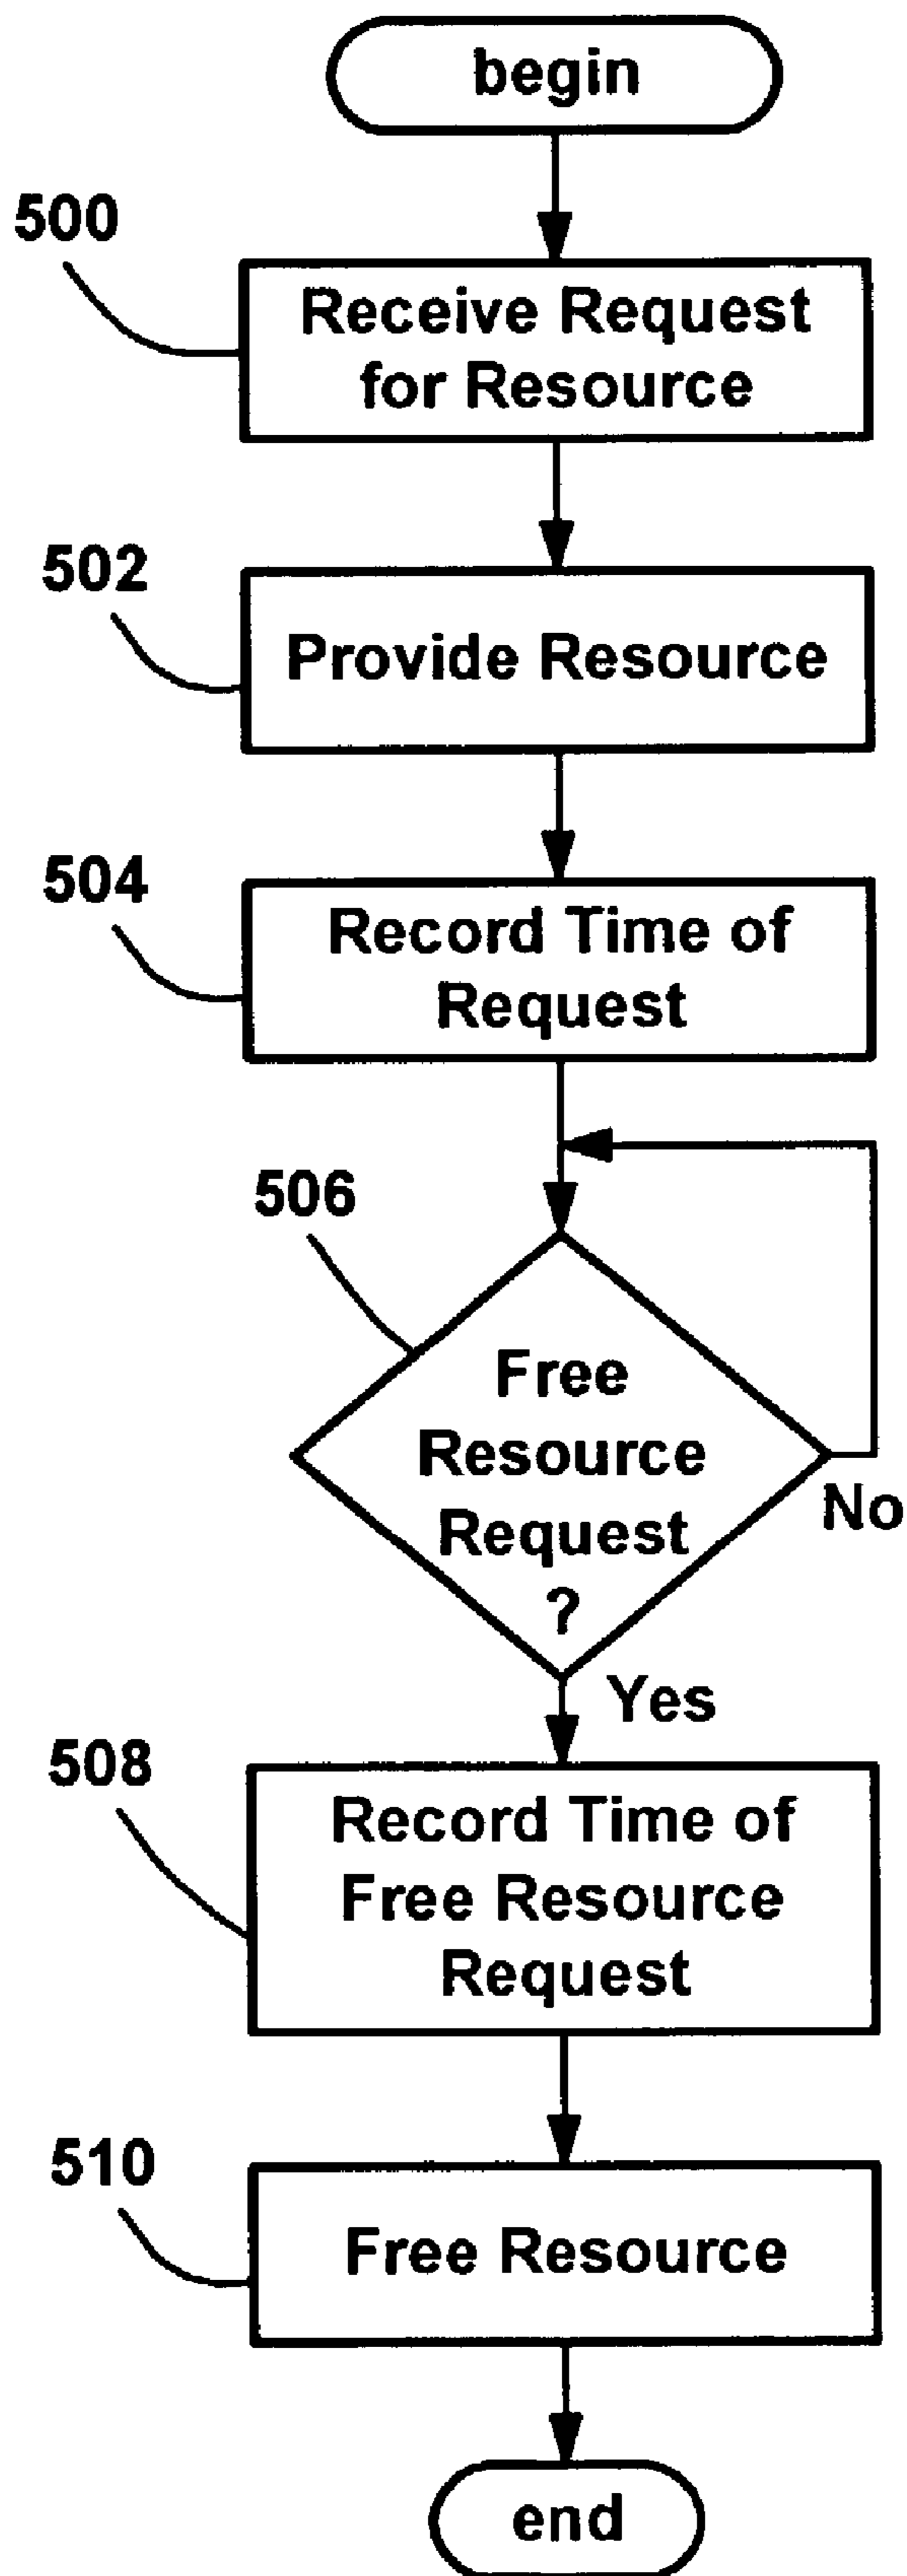 begin
500
Receive Request
for Resource
502
Provide Resource
504
Record Time of
Request
506
Free
Resource
Request
?
No
Yes
508
Record Time of
Free Resource
Request
510
Free Resource
end